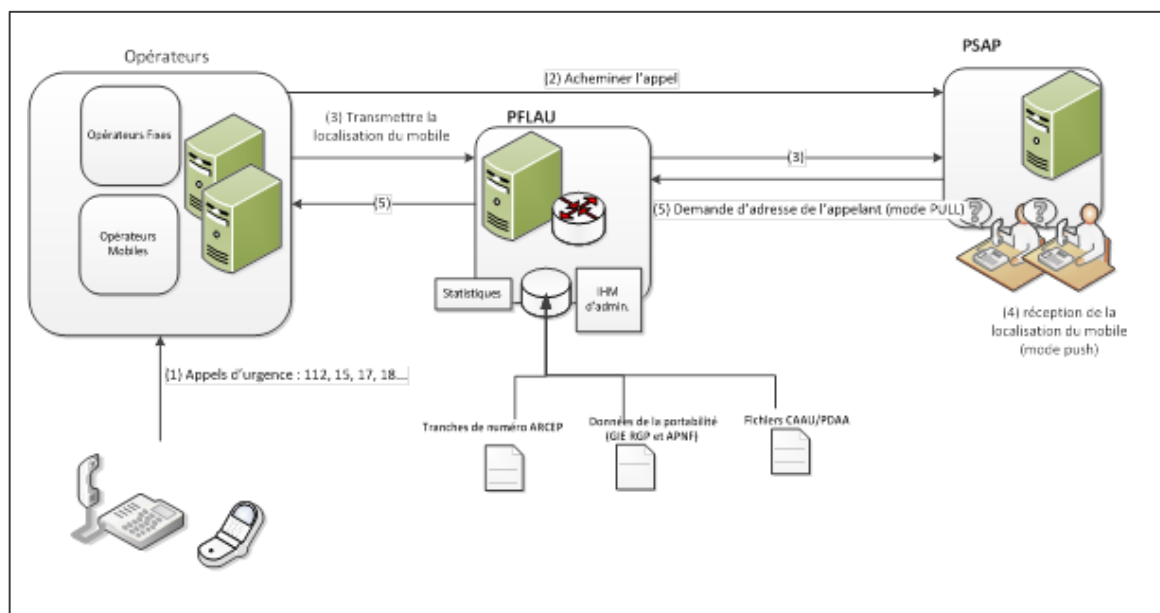 Opérateurs
PSAP
Opérateurs Fixes
Opérateurs
Mobiles
(2) Acheminer l'appel
(3) Transmettre la
localisation du mobile
PFLAU
(3)
(5)
(5) Demande d'adresse de l'appelant (mode PULL)
?
?
Statistiques
IHM
d'admin.
(4) réception de la
localisation du mobile
(mode push)
(1) Appels d'urgence : 112, 15, 17, 18...
Tranches de numéro ARCEP
Données de la portabilité
(GIE RGP et APNF)
Fichiers CAAU/PDAA